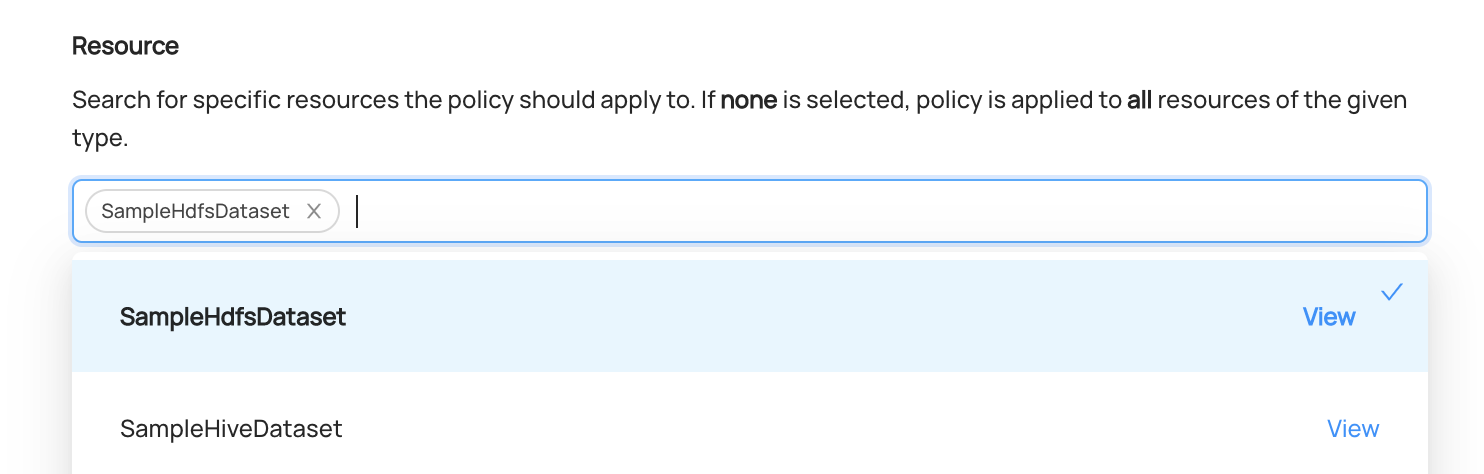 Resource
Search for specific resources the policy should apply to. If none is selected, policy is applied to all resources of the given
type.
SampleHdfsDataset
SampleHdfsDataset View
SampleHiveDataset View